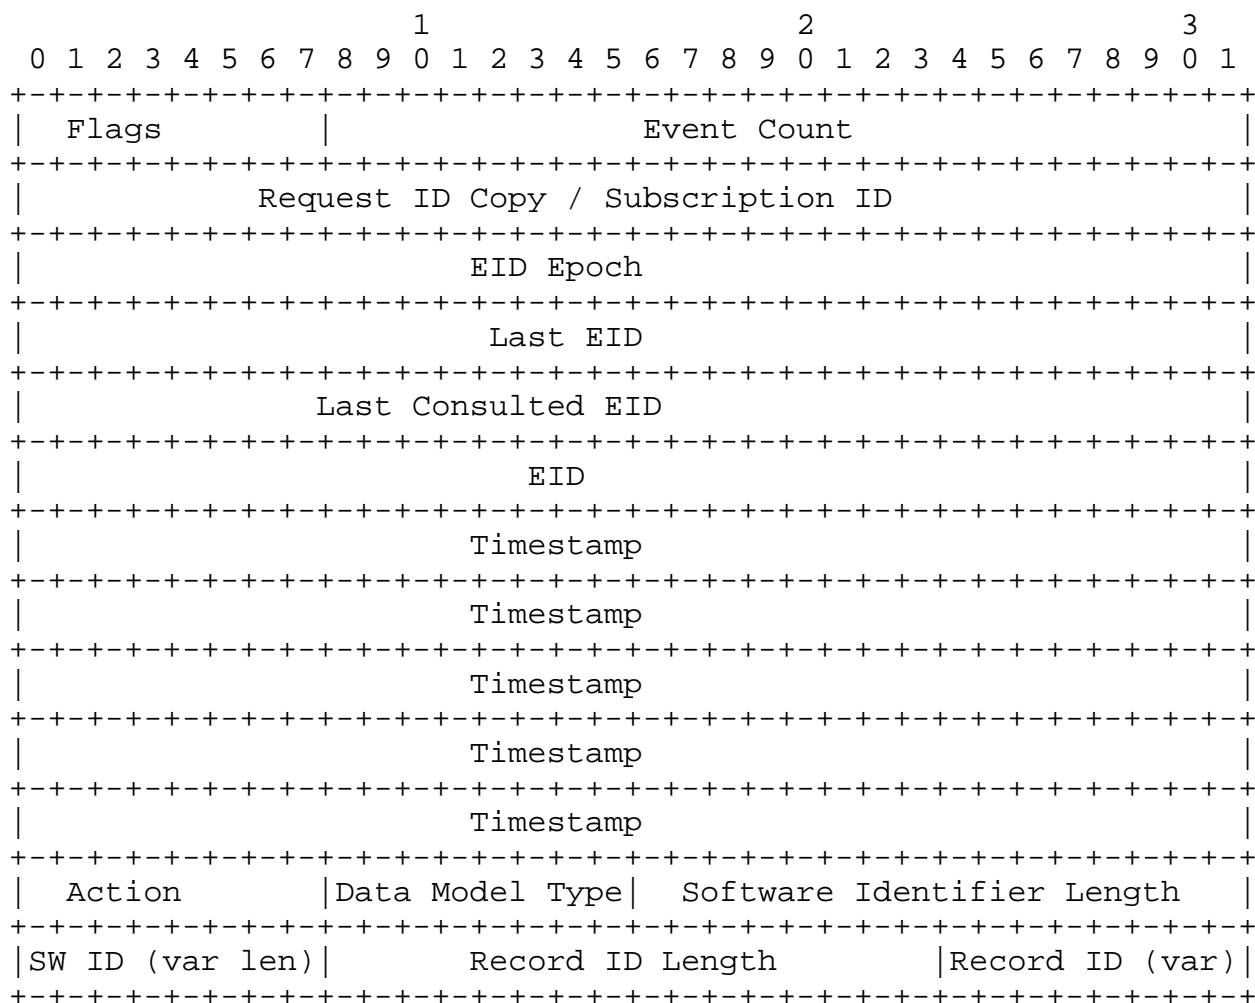 1                   2                   3
 0 1 2 3 4 5 6 7 8 9 0 1 2 3 4 5 6 7 8 9 0 1 2 3 4 5 6 7 8 9 0 1
+-+-+-+-+-+-+-+-+-+-+-+-+-+-+-+-+-+-+-+-+-+-+-+-+-+-+-+-+-+-+-+-+
|  Flags        |                Event Count                    |
+-+-+-+-+-+-+-+-+-+-+-+-+-+-+-+-+-+-+-+-+-+-+-+-+-+-+-+-+-+-+-+-+
|            Request ID Copy / Subscription ID                  |
+-+-+-+-+-+-+-+-+-+-+-+-+-+-+-+-+-+-+-+-+-+-+-+-+-+-+-+-+-+-+-+-+
|                       EID Epoch                               |
+-+-+-+-+-+-+-+-+-+-+-+-+-+-+-+-+-+-+-+-+-+-+-+-+-+-+-+-+-+-+-+-+
|                        Last EID                               |
+-+-+-+-+-+-+-+-+-+-+-+-+-+-+-+-+-+-+-+-+-+-+-+-+-+-+-+-+-+-+-+-+
|               Last Consulted EID                              |
+-+-+-+-+-+-+-+-+-+-+-+-+-+-+-+-+-+-+-+-+-+-+-+-+-+-+-+-+-+-+-+-+
|                          EID                                  |
+-+-+-+-+-+-+-+-+-+-+-+-+-+-+-+-+-+-+-+-+-+-+-+-+-+-+-+-+-+-+-+-+
|                       Timestamp                               |
+-+-+-+-+-+-+-+-+-+-+-+-+-+-+-+-+-+-+-+-+-+-+-+-+-+-+-+-+-+-+-+-+
|                       Timestamp                               |
+-+-+-+-+-+-+-+-+-+-+-+-+-+-+-+-+-+-+-+-+-+-+-+-+-+-+-+-+-+-+-+-+
|                       Timestamp                               |
+-+-+-+-+-+-+-+-+-+-+-+-+-+-+-+-+-+-+-+-+-+-+-+-+-+-+-+-+-+-+-+-+
|                       Timestamp                               |
+-+-+-+-+-+-+-+-+-+-+-+-+-+-+-+-+-+-+-+-+-+-+-+-+-+-+-+-+-+-+-+-+
|                       Timestamp                               |
+-+-+-+-+-+-+-+-+-+-+-+-+-+-+-+-+-+-+-+-+-+-+-+-+-+-+-+-+-+-+-+-+
|  Action       |Data Model Type|  Software Identifier Length   |
+-+-+-+-+-+-+-+-+-+-+-+-+-+-+-+-+-+-+-+-+-+-+-+-+-+-+-+-+-+-+-+-+
|SW ID (var len)|       Record ID Length        |Record ID (var)|
+-+-+-+-+-+-+-+-+-+-+-+-+-+-+-+-+-+-+-+-+-+-+-+-+-+-+-+-+-+-+-+-+